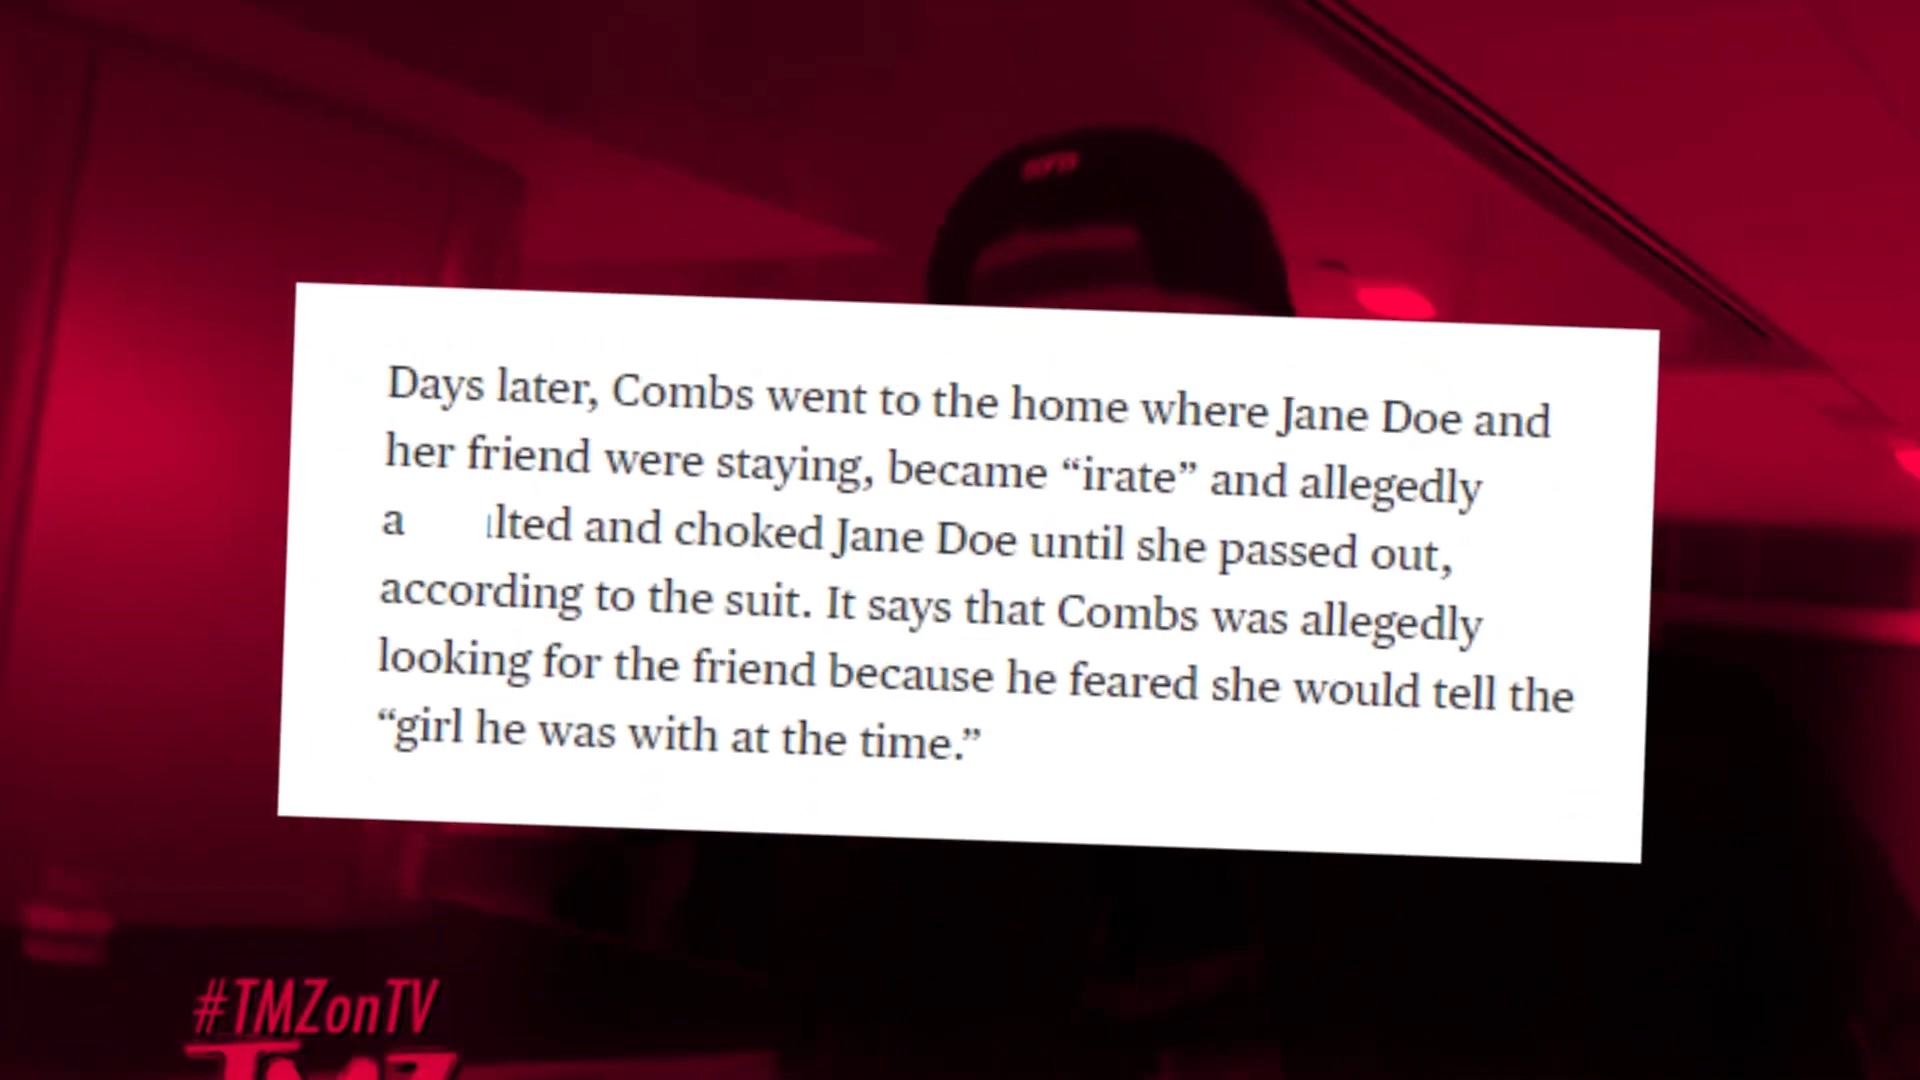 Days later, Combs went to the home where Jane Doe and
her friend were staying, became “irate” and allegedly
a lted and choked Jane Doe until she passed out,
according to the suit. It says that Combs was allegedly
looking for the friend because he feared she would tell the
“girl he was with at the time.”
#TMZonTV
TMZ